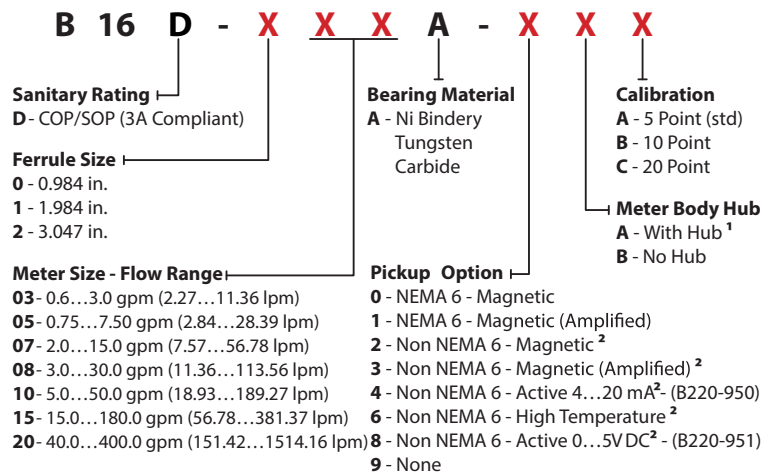 B 16 D - X X X A - X X X
Sanitary Rating
D - COP/SOP (3A Compliant)
Ferrule Size
0 - 0.984 in.
1 - 1.984 in.
2 - 3.047 in.
Meter Size - Flow Range
03 - 0.6…3.0 gpm (2.27…11.36 lpm)
05 - 0.75…7.50 gpm (2.84…28.39 lpm)
07 - 2.0…15.0 gpm (7.57…56.78 lpm)
08 - 3.0…30.0 gpm (11.36…113.56 lpm)
10 - 5.0…50.0 gpm (18.93…189.27 lpm)
15 - 15.0…180.0 gpm (56.78…381.37 lpm)
20 - 40.0…400.0 gpm (151.42…1514.16 lpm)
Bearing Material
A - Ni Bindery
Tungsten
Carbide
Pickup Option
0 - NEMA 6 - Magnetic
1 - NEMA 6 - Magnetic (Amplified)
2 - Non NEMA 6 - Magnetic ²
3 - Non NEMA 6 - Magnetic (Amplified) ²
4 - Non NEMA 6 - Active 4…20 mA² - (B220-950)
6 - Non NEMA 6 - High Temperature ²
8 - Non NEMA 6 - Active 0…5V DC² - (B220-951)
9 - None
Calibration
A - 5 Point (std)
B - 10 Point
C - 20 Point
Meter Body Hub
A - With Hub ¹
B - No Hub